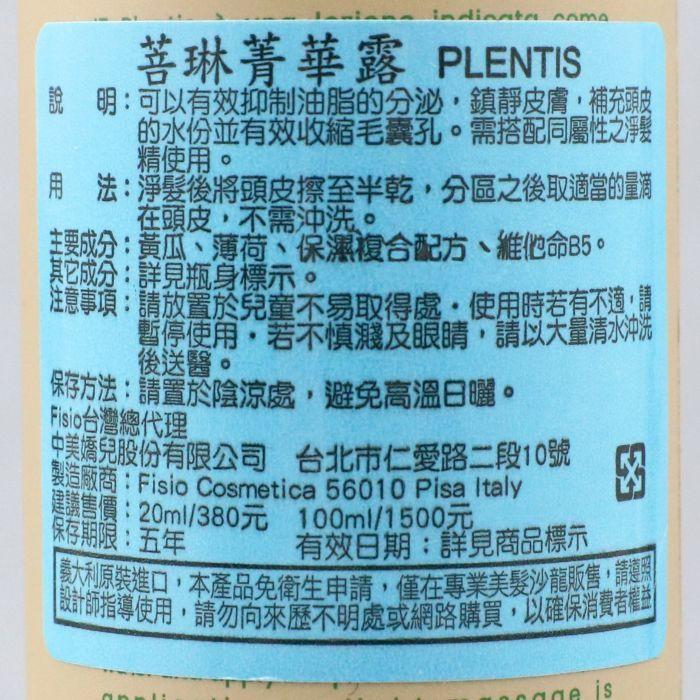 una lozione indicata come
菩琳菁華露 PLENTIS
說 明：可以有效抑制油脂的分泌，鎮靜皮膚，補充頭皮
的水份並有效收縮毛囊孔。需搭配同屬性之淨髮
精使用。
用 法：淨髮後將頭皮擦至半乾，分區之後取適當的量滴
在頭皮，不需沖洗。
主要成分：黃瓜、薄荷、保濕複合配方、維他命B5。
其它成分：詳見瓶身標示。
注意事項：請放置於兒童不易取得處．使用時若有不適，請
暫停使用．若不慎濺及眼睛，請以大量清水沖洗
後送醫。
保存方法：請置於陰涼處，避免高溫日曬。
Fisio台灣總代理
中美嬌兒股份有限公司 台北市仁愛路二段10號
製造廠商：Fisio Cosmetica 56010 Pisa Italy
建議售價：20ml/380元 100ml/1500元
保存期限：五年 有效日期：詳見商品標示
義大利原裝進口，本產品免衛生申請，僅在專業美髮沙龍販售，請遵照
設計師指導使用，請勿向來歷不明處或網路購買，以確保消費者權益